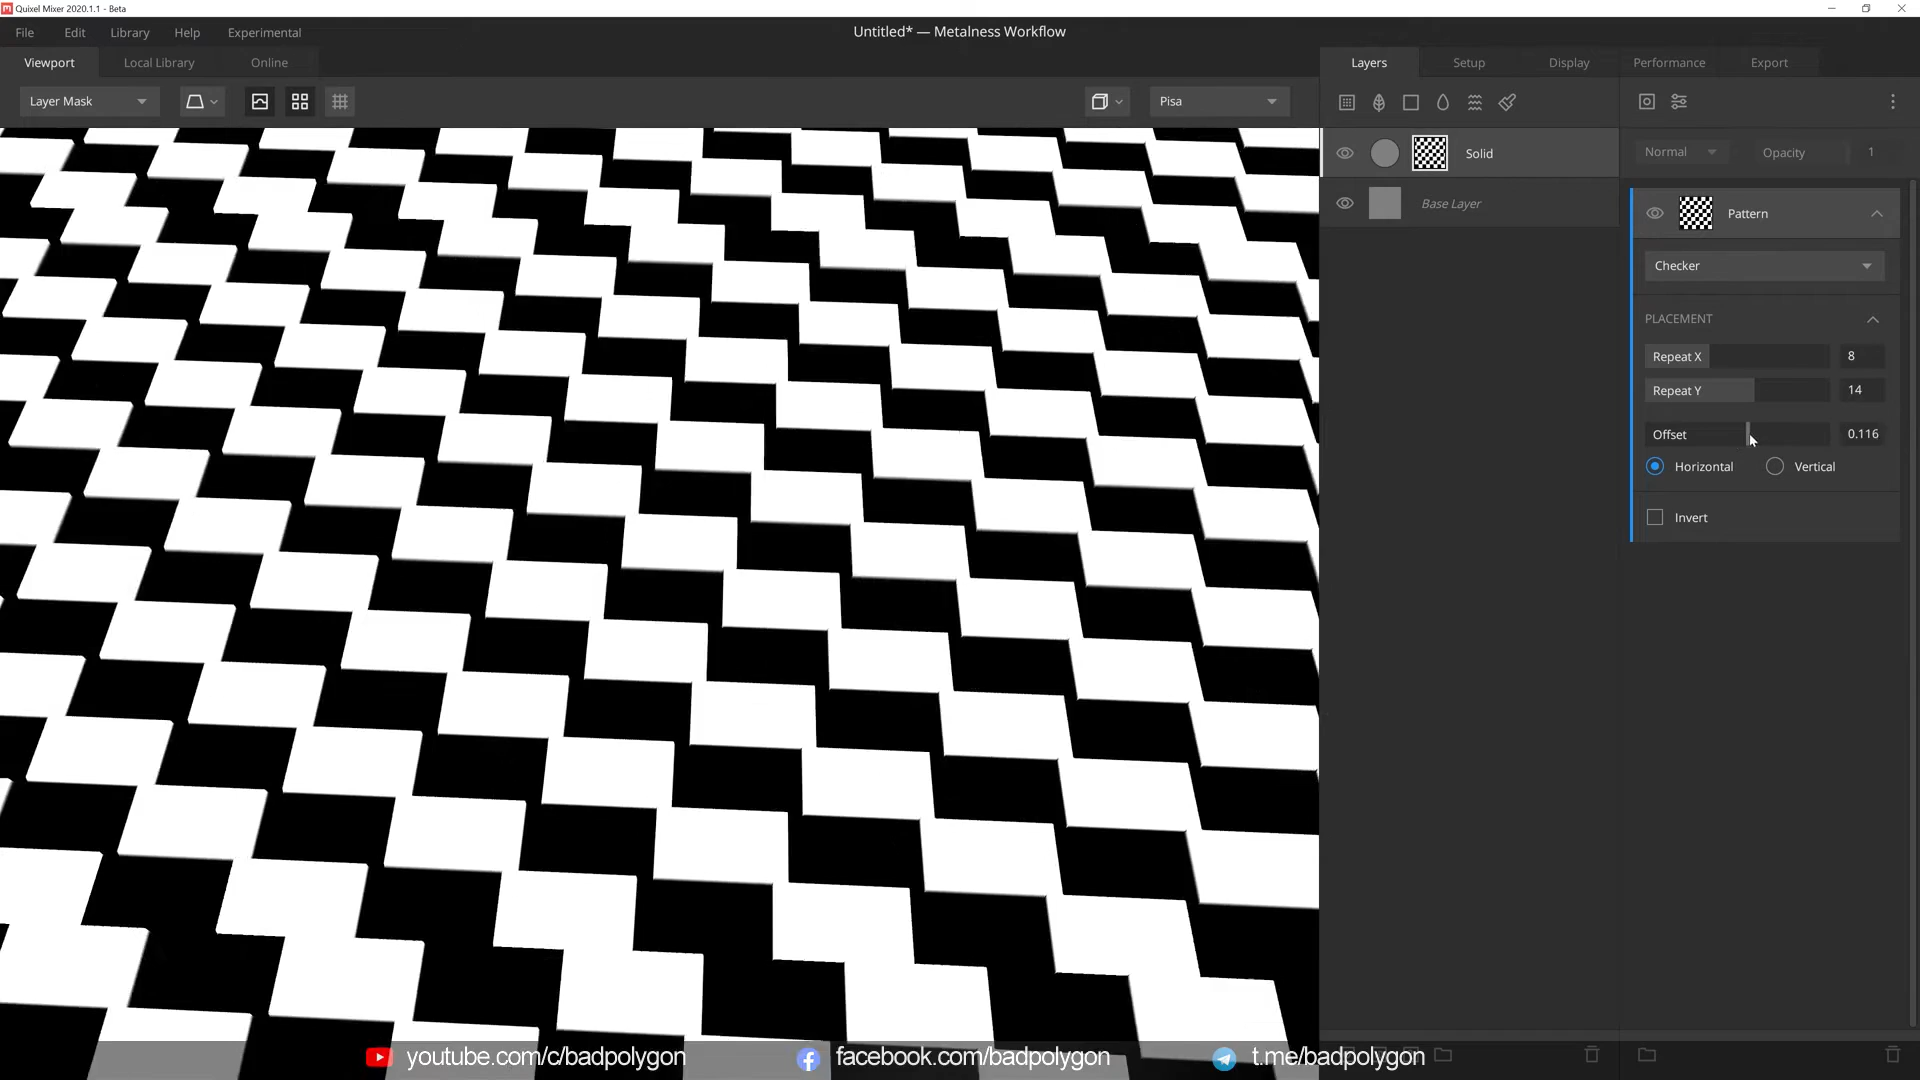 Quixel Mixer 2020.1.1 - Beta
File Edit Library Help Experimental
Untitled* — Metalness Workflow
Viewport Local Library Online
Layers Setup Display Performance Export
Layer Mask
Pisa
Solid
Normal Opacity 1
Base Layer
Pattern
Checker
PLACEMENT
Repeat X 8
Repeat Y 14
Offset 0.116
Horizontal Vertical
Invert
youtube.com/c/badpolygon facebook.com/badpolygon t.me/badpolygon